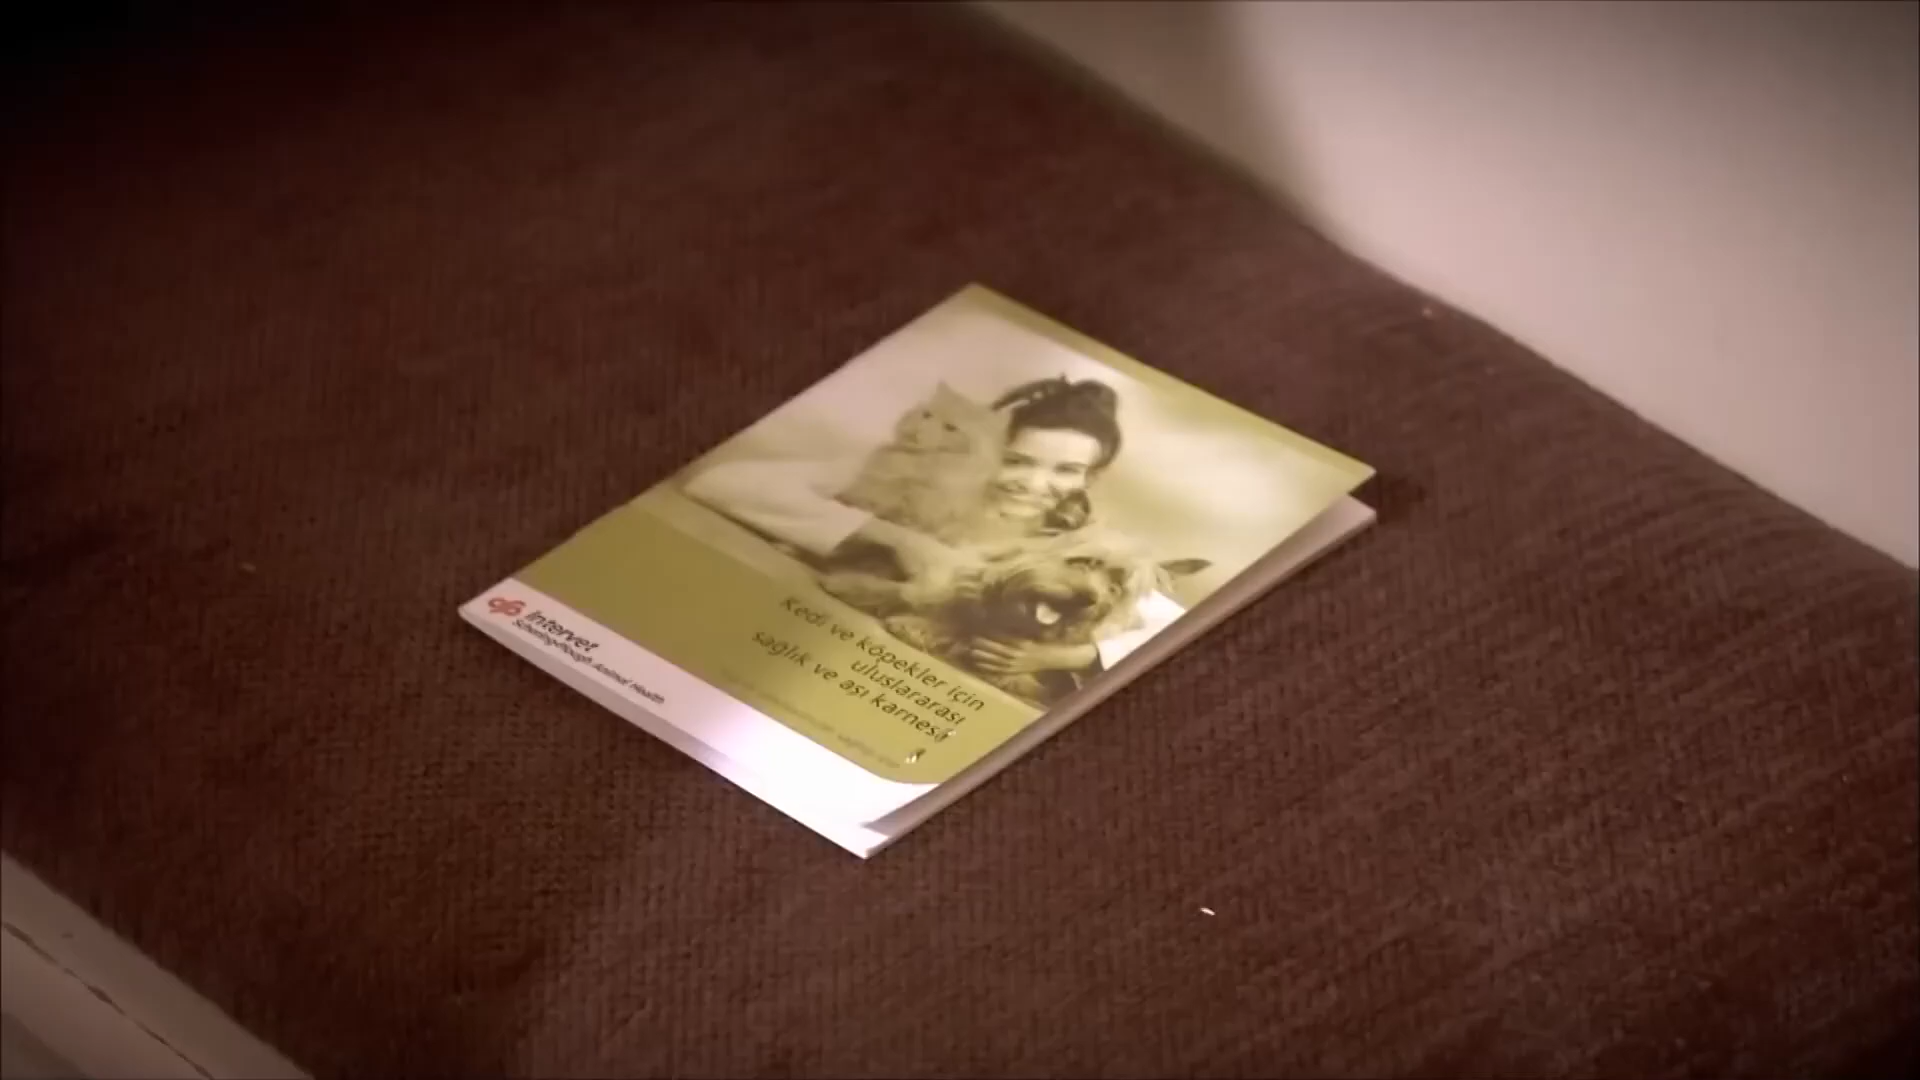 Kedi ve köpekler için
uluslararası
sağlık ve aşı karnesi
Intervet
Schering-Plough Animal Health